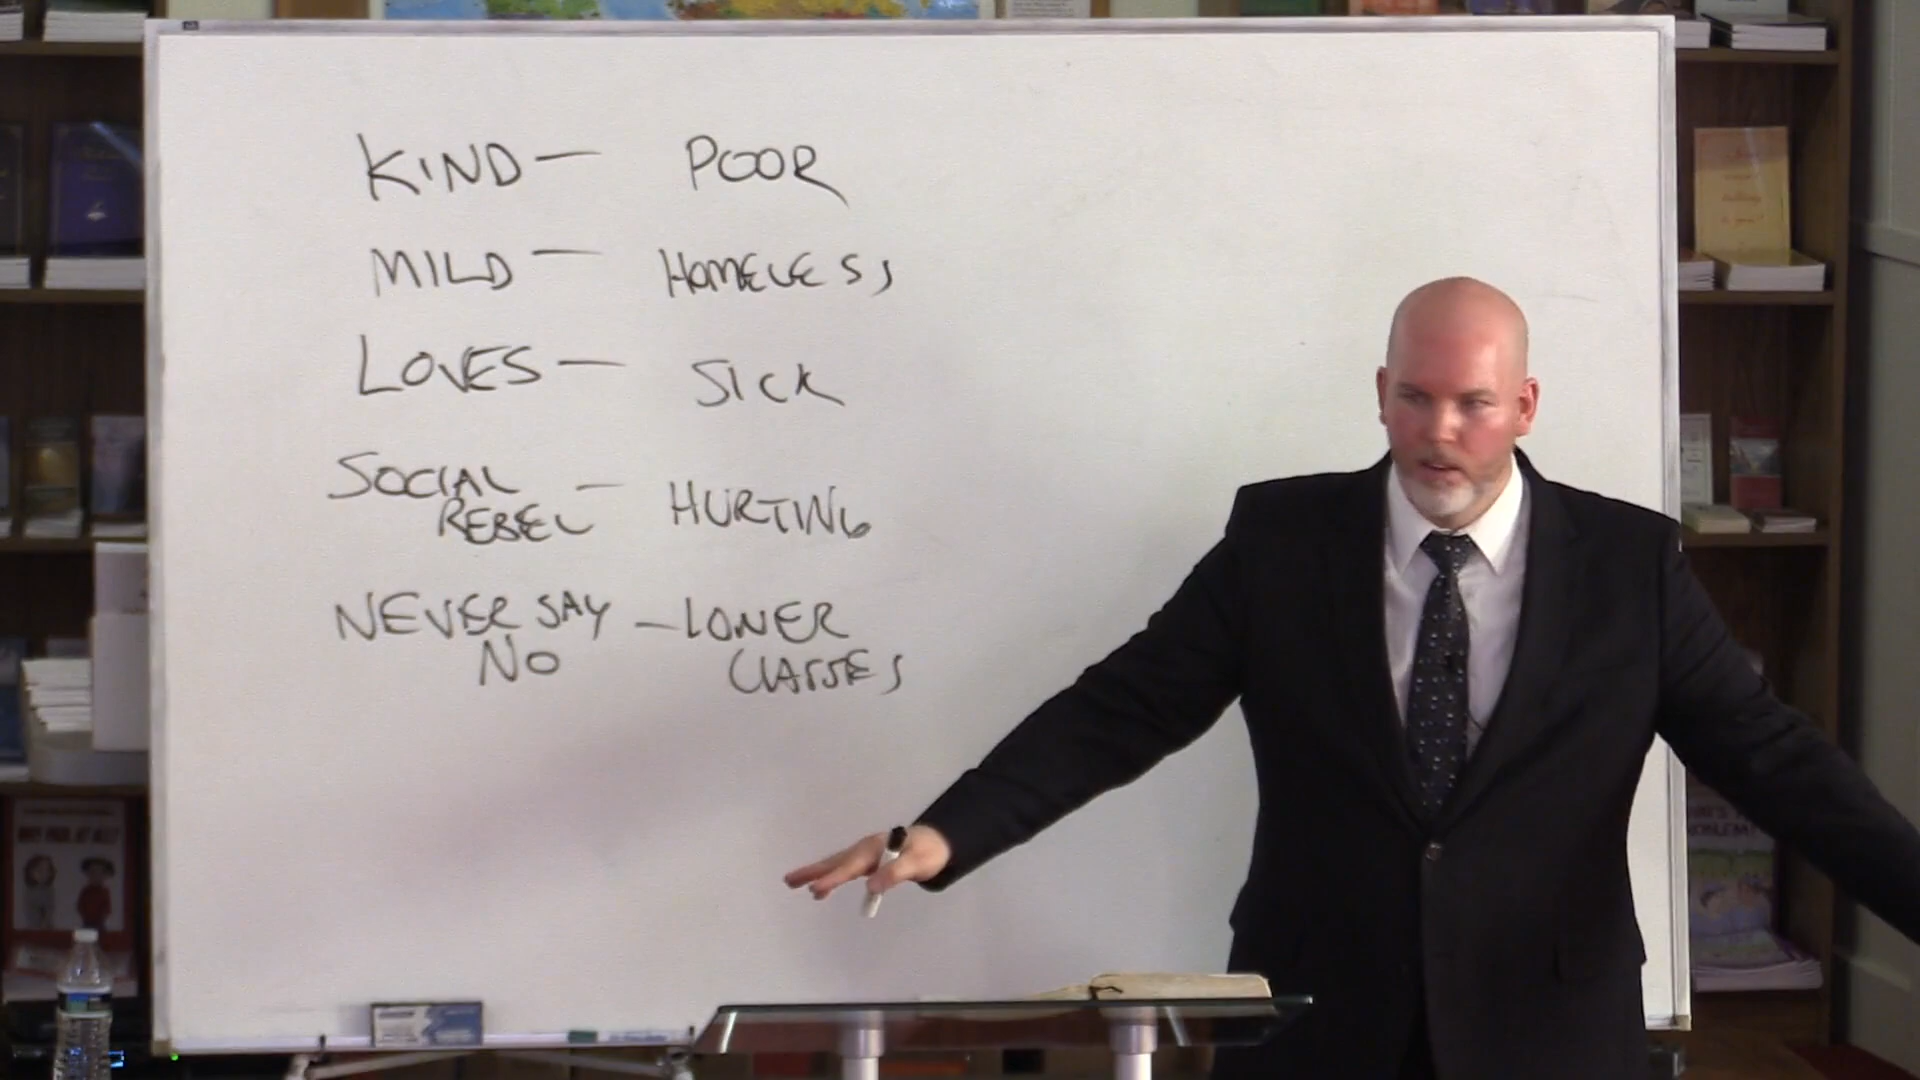 KIND — POOR
MILD — HOMELESS
LOVES — SICK
SOCIAL — HURTING
REBEL
NEVER SAY — LOWER
NO CLASSES